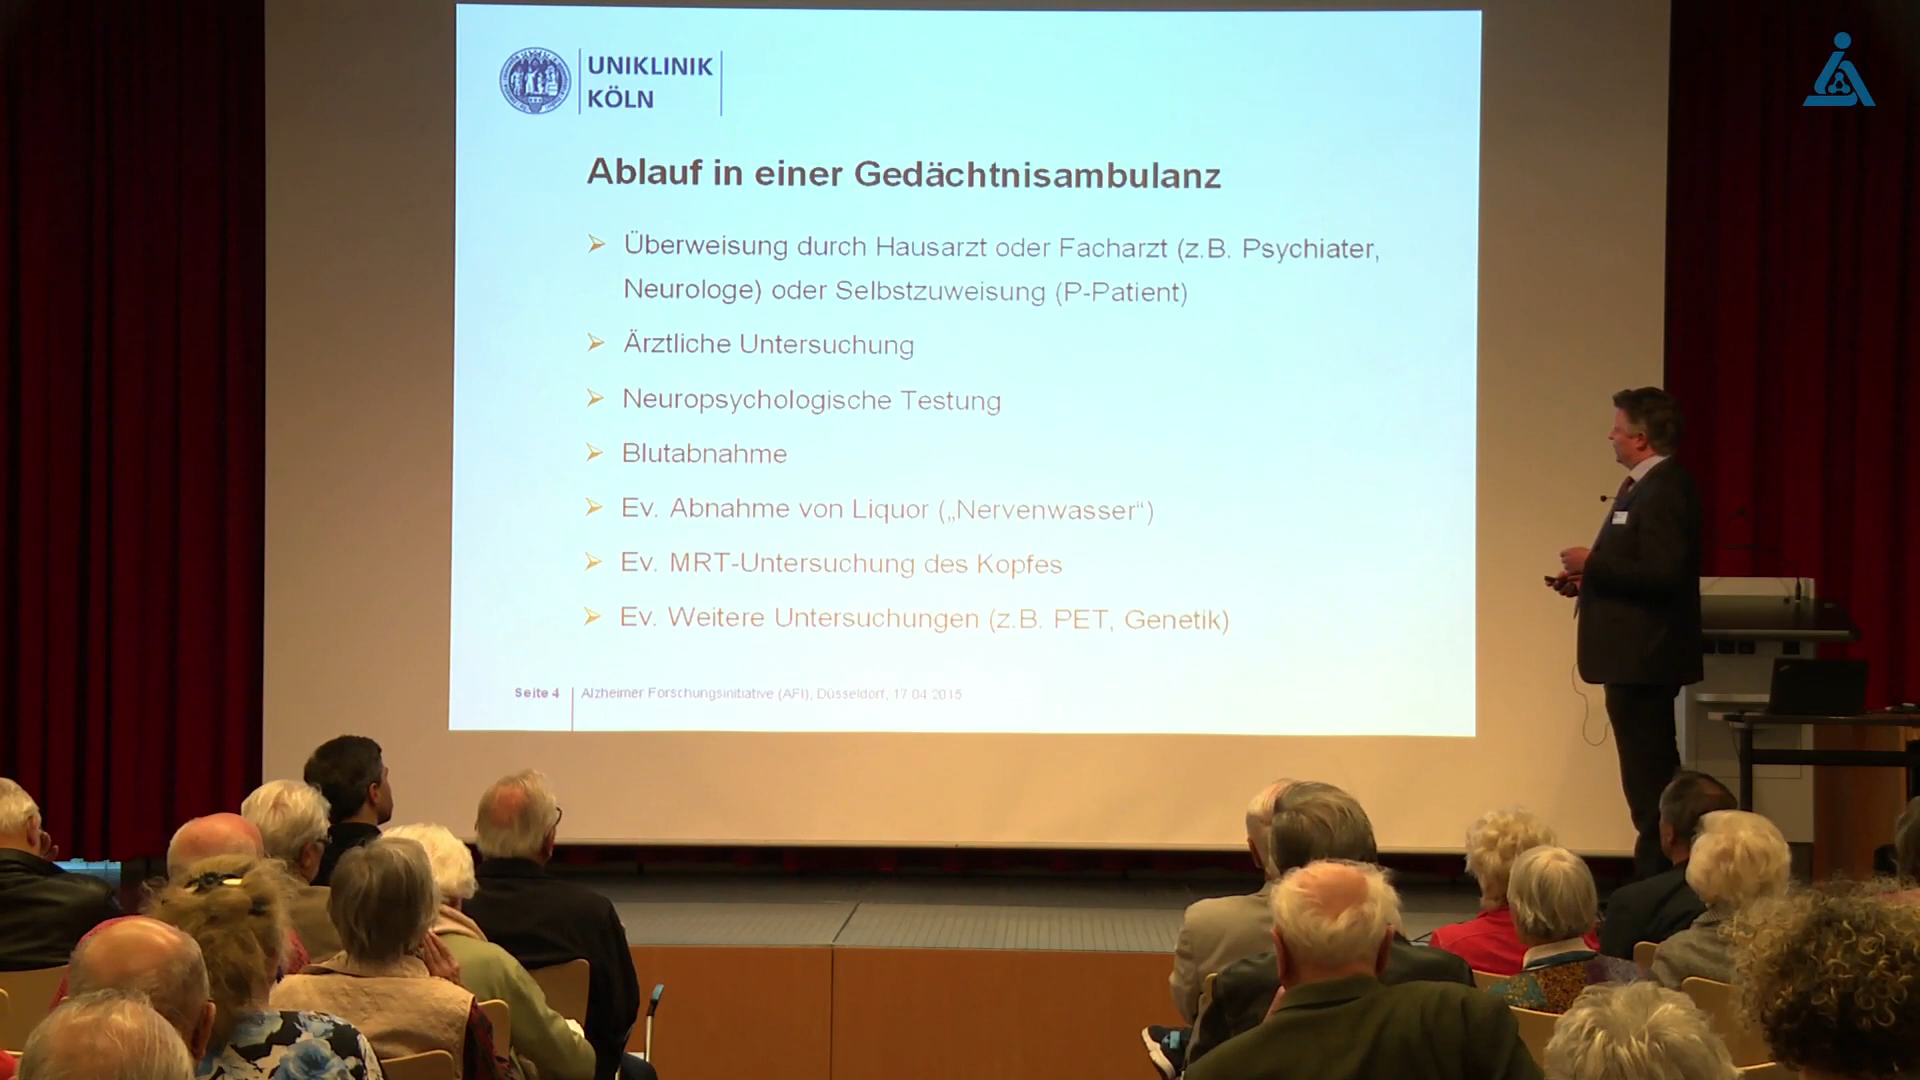 UNIKLINIK
KÖLN
Ablauf in einer Gedächtnisambulanz
Überweisung durch Hausarzt oder Facharzt (z.B. Psychiater,
Neurologe) oder Selbstzuweisung (P-Patient)
Ärztliche Untersuchung
Neuropsychologische Testung
Blutabnahme
Ev. Abnahme von Liquor („Nervenwasser“)
Ev. MRT-Untersuchung des Kopfes
Ev. Weitere Untersuchungen (z.B. PET, Genetik)
Seite 4
Alzheimer Forschungsinitiative (AFI), Düsseldorf, 17.04.2015